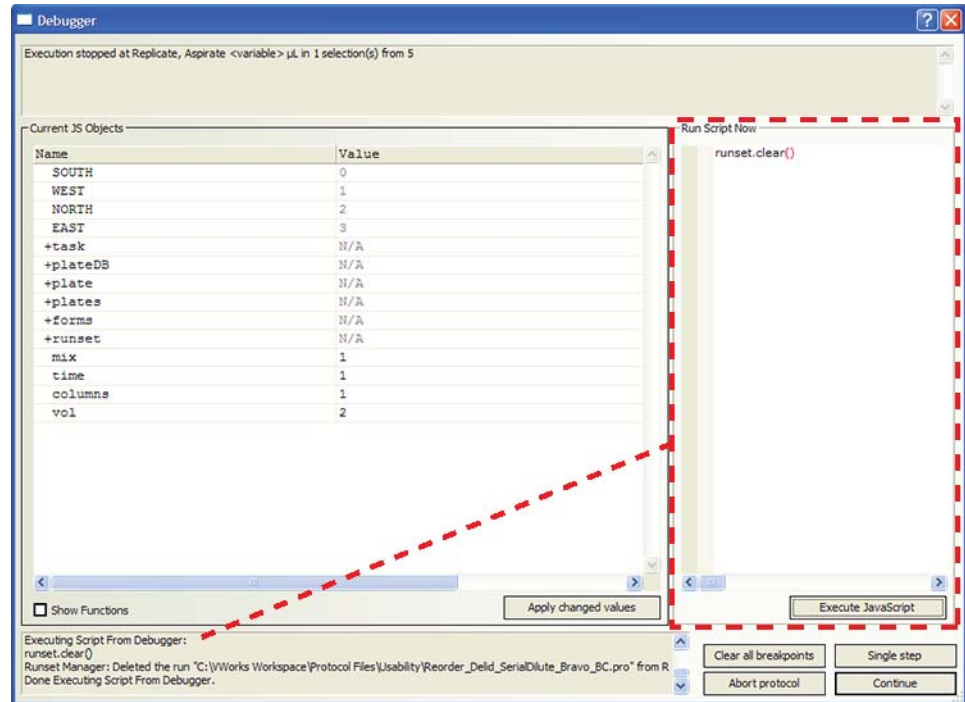 Debugger
Execution stopped at Replicate, Aspirate <variable> µL in 1 selection(s) from 5
Current JS Objects
Name Value
SOUTH 0
WEST 1
NORTH 2
EAST 3
+task N/A
+plateDB N/A
+plate N/A
+plates N/A
+forms N/A
+runset N/A
mix 1
time 1
columns 1
vol 2
Show Functions
Apply changed values
Run Script Now
runset.clear()
Execute JavaScript
Executing Script From Debugger:
runset.clear()
Runset Manager: Deleted the run "C:\VWorks Workspace\Protocol Files\Usability\Reorder_Delid_SerialDilute_Bravo_BC.pro" from R
Done Executing Script From Debugger.
Clear all breakpoints Single step
Abort protocol Continue